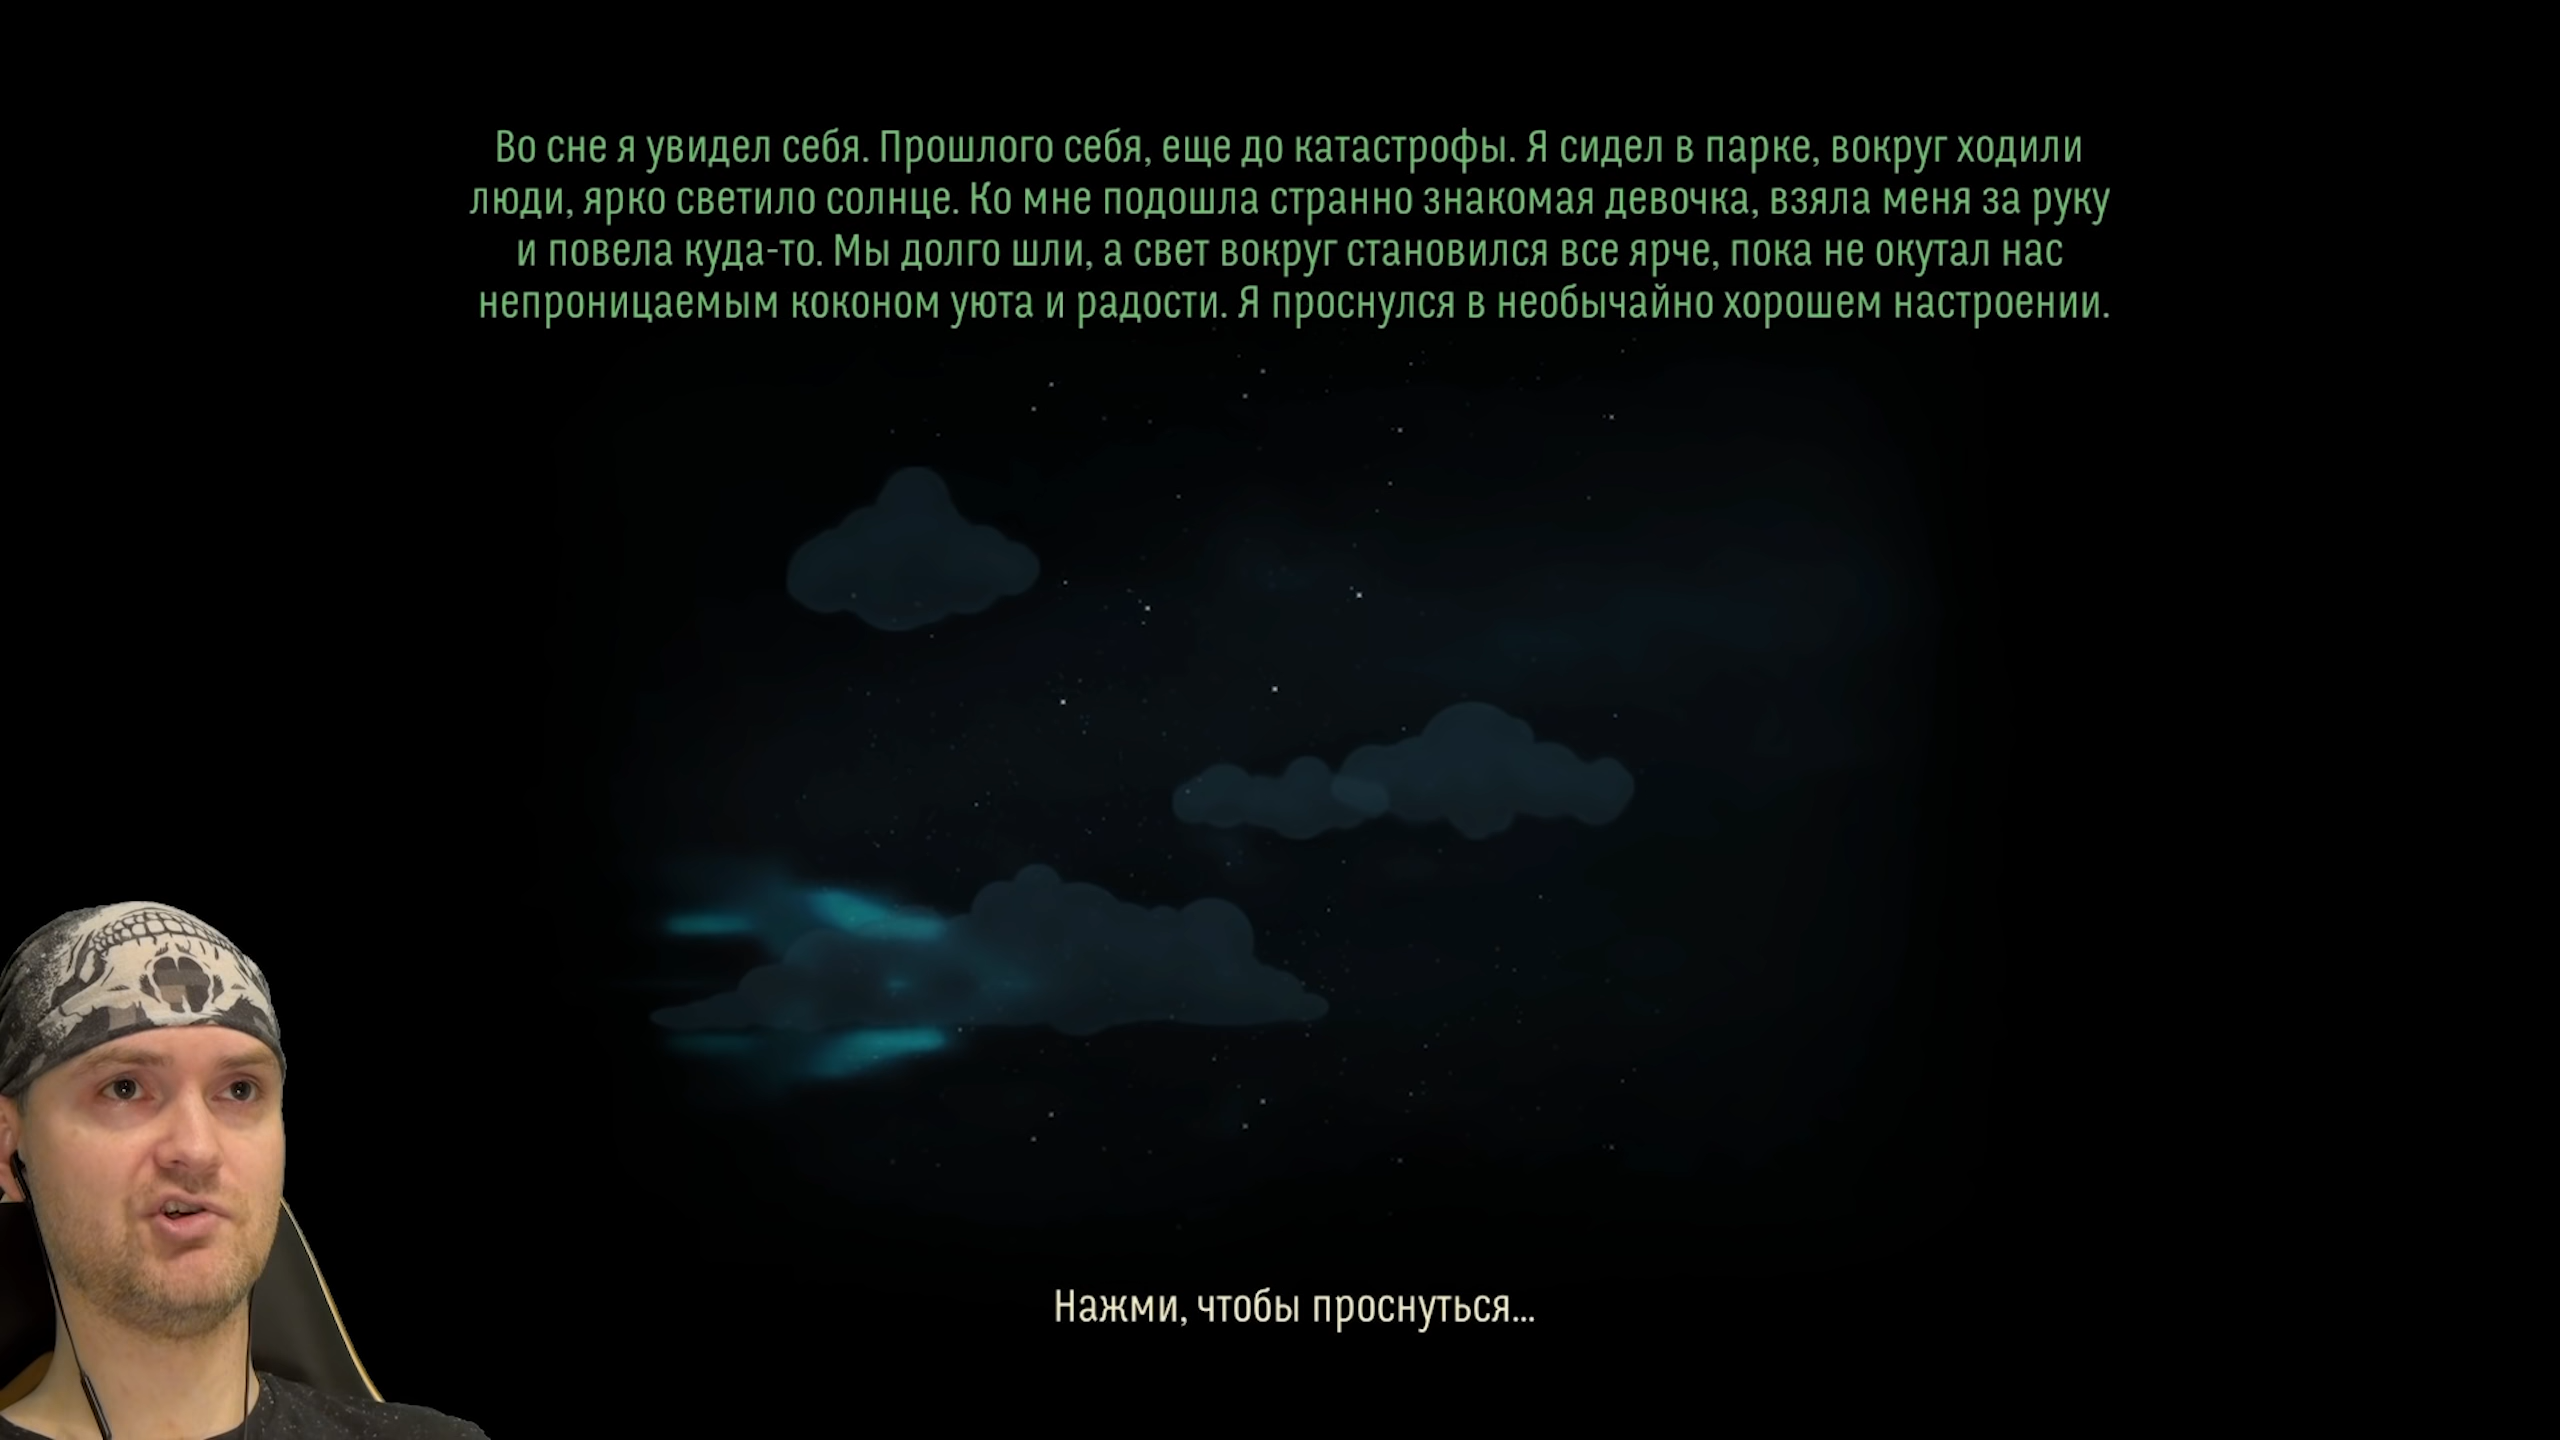 Во сне я увидел себя. Прошлого себя, еще до катастрофы. Я сидел в парке, вокруг ходили
люди, ярко светило солнце. Ко мне подошла странно знакомая девочка, взяла меня за руку
и повела куда-то. Мы долго шли, а свет вокруг становился все ярче, пока не окутал нас
непроницаемым коконом уюта и радости. Я проснулся в необычайно хорошем настроении.
Нажми, чтобы проснуться...